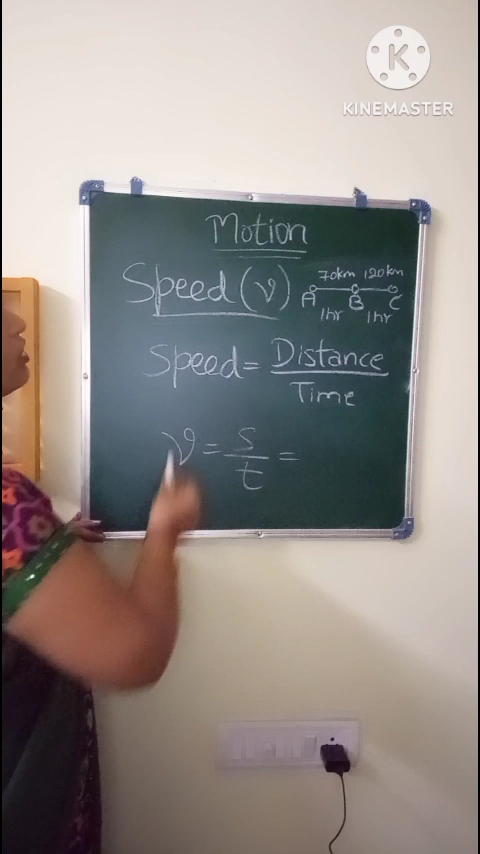 K
KINEMASTER
Motion
Speed (v)
70km 120km
A B C
1hr 1hr
Speed = Distance
Time
v = s
t =